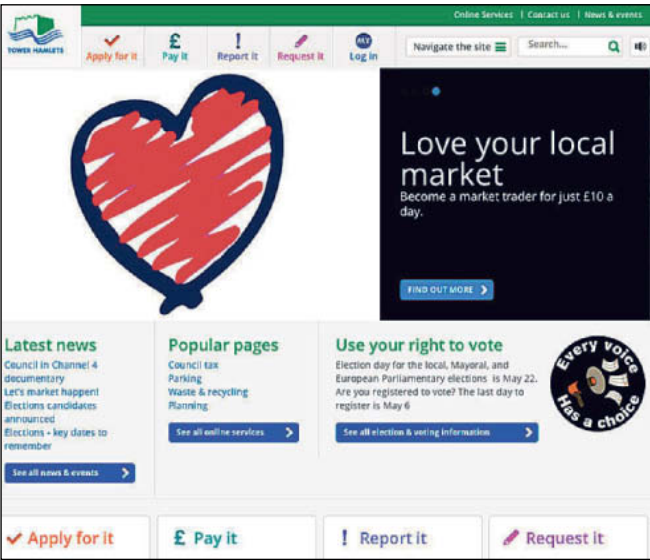 Online Services | Contact us | News & events
TOWER HAMLETS
Apply for it
£
Pay it
!
Report it
Request it
MY
Log in
Navigate the site
Search...
Love your local
market
Become a market trader for just £10 a
day.
FIND OUT MORE
Latest news
Council in Channel 4
documentary
Let's market happen!
Elections candidates
announced
Elections - key dates to
remember
See all news & events
Popular pages
Council tax
Parking
Waste & recycling
Planning
See all online services
Use your right to vote
Election day for the local, Mayoral, and
European Parliamentary elections is May 22.
Are you registered to vote? The last day to
register is May 6
See all election & voting information
Every voice
Has a choice
Apply for it
£ Pay it
! Report it
Request it